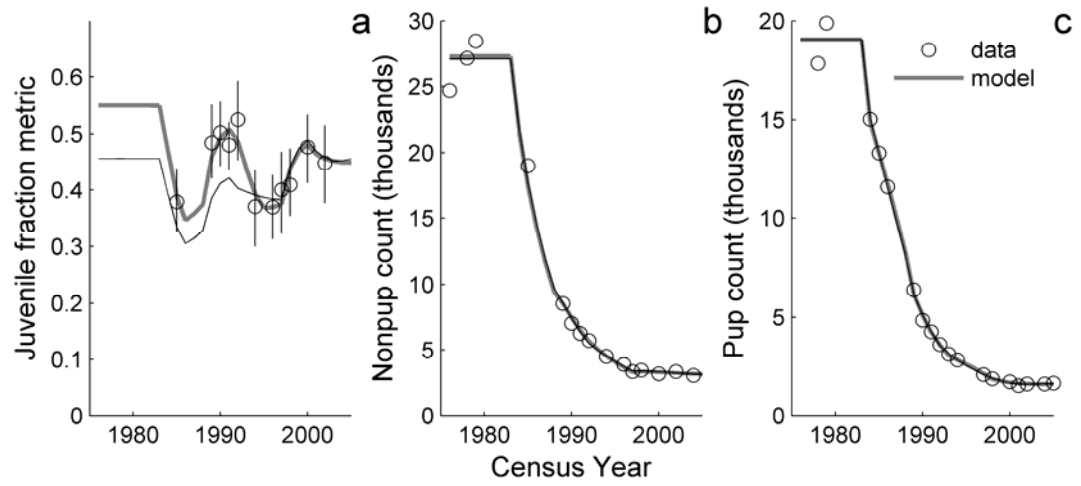 a
Juvenile fraction metric
0.6
0.5
0.4
0.3
0.2
0.1
0
1980 1990 2000
b
Nonpup count (thousands)
30
25
20
15
10
5
0
1980 1990 2000
Census Year
c
Pup count (thousands)
20
15
10
5
0
data
model
1980 1990 2000